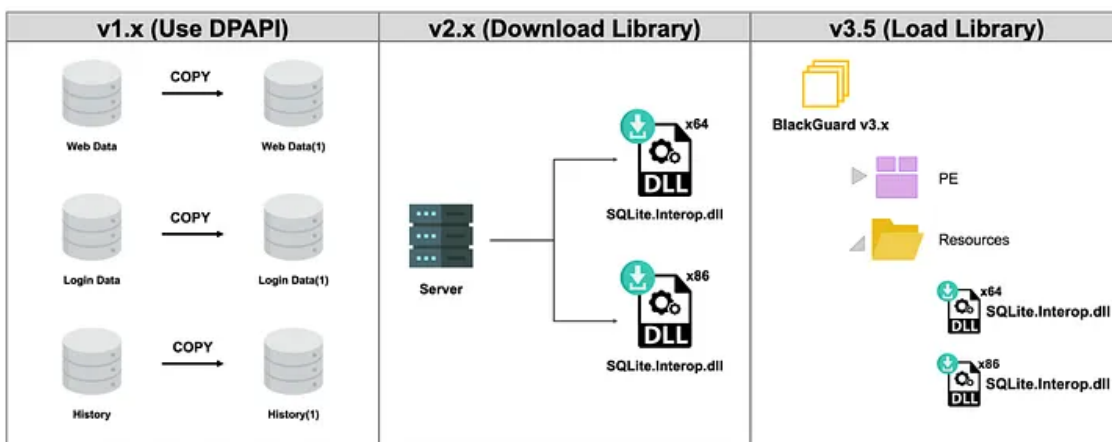 v1.x (Use DPAPI)
COPY
Web Data
Web Data(1)
COPY
Login Data
Login Data(1)
COPY
History
History(1)
v2.x (Download Library)
Server
x64
DLL
SQLite.Interop.dll
x86
DLL
SQLite.Interop.dll
v3.5 (Load Library)
BlackGuard v3.x
PE
Resources
x64
DLL
SQLite.Interop.dll
x86
DLL
SQLite.Interop.dll